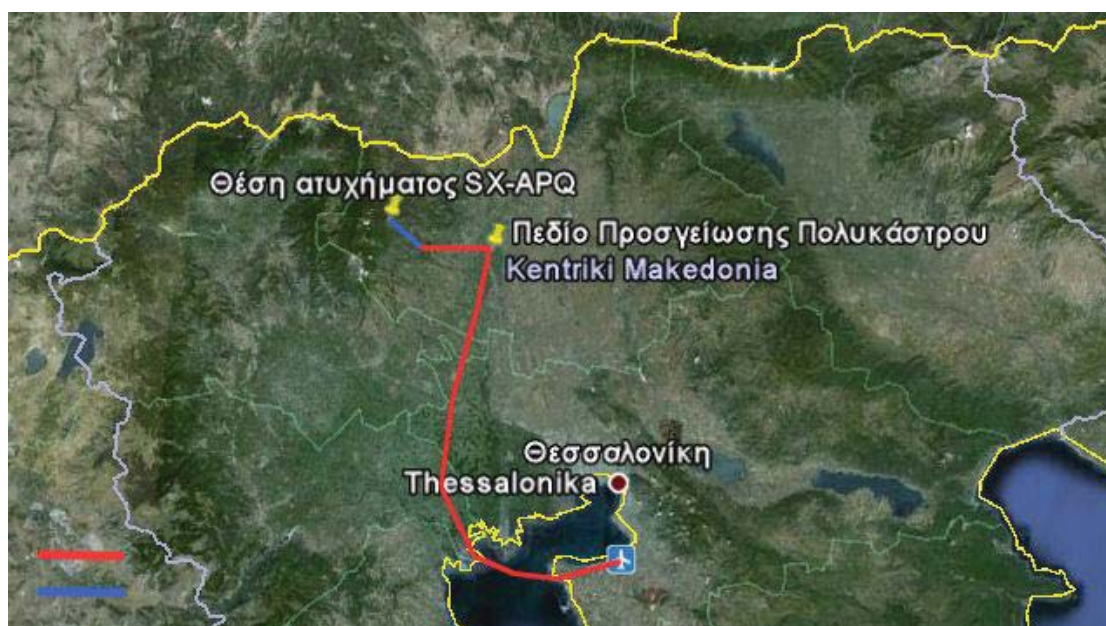 Θέση ατυχήματος SX-APQ
Πεδίο Προσγείωσης Πολυκάστρου
Kentriki Makedonia
Θεσσαλονίκη
Thessalonika